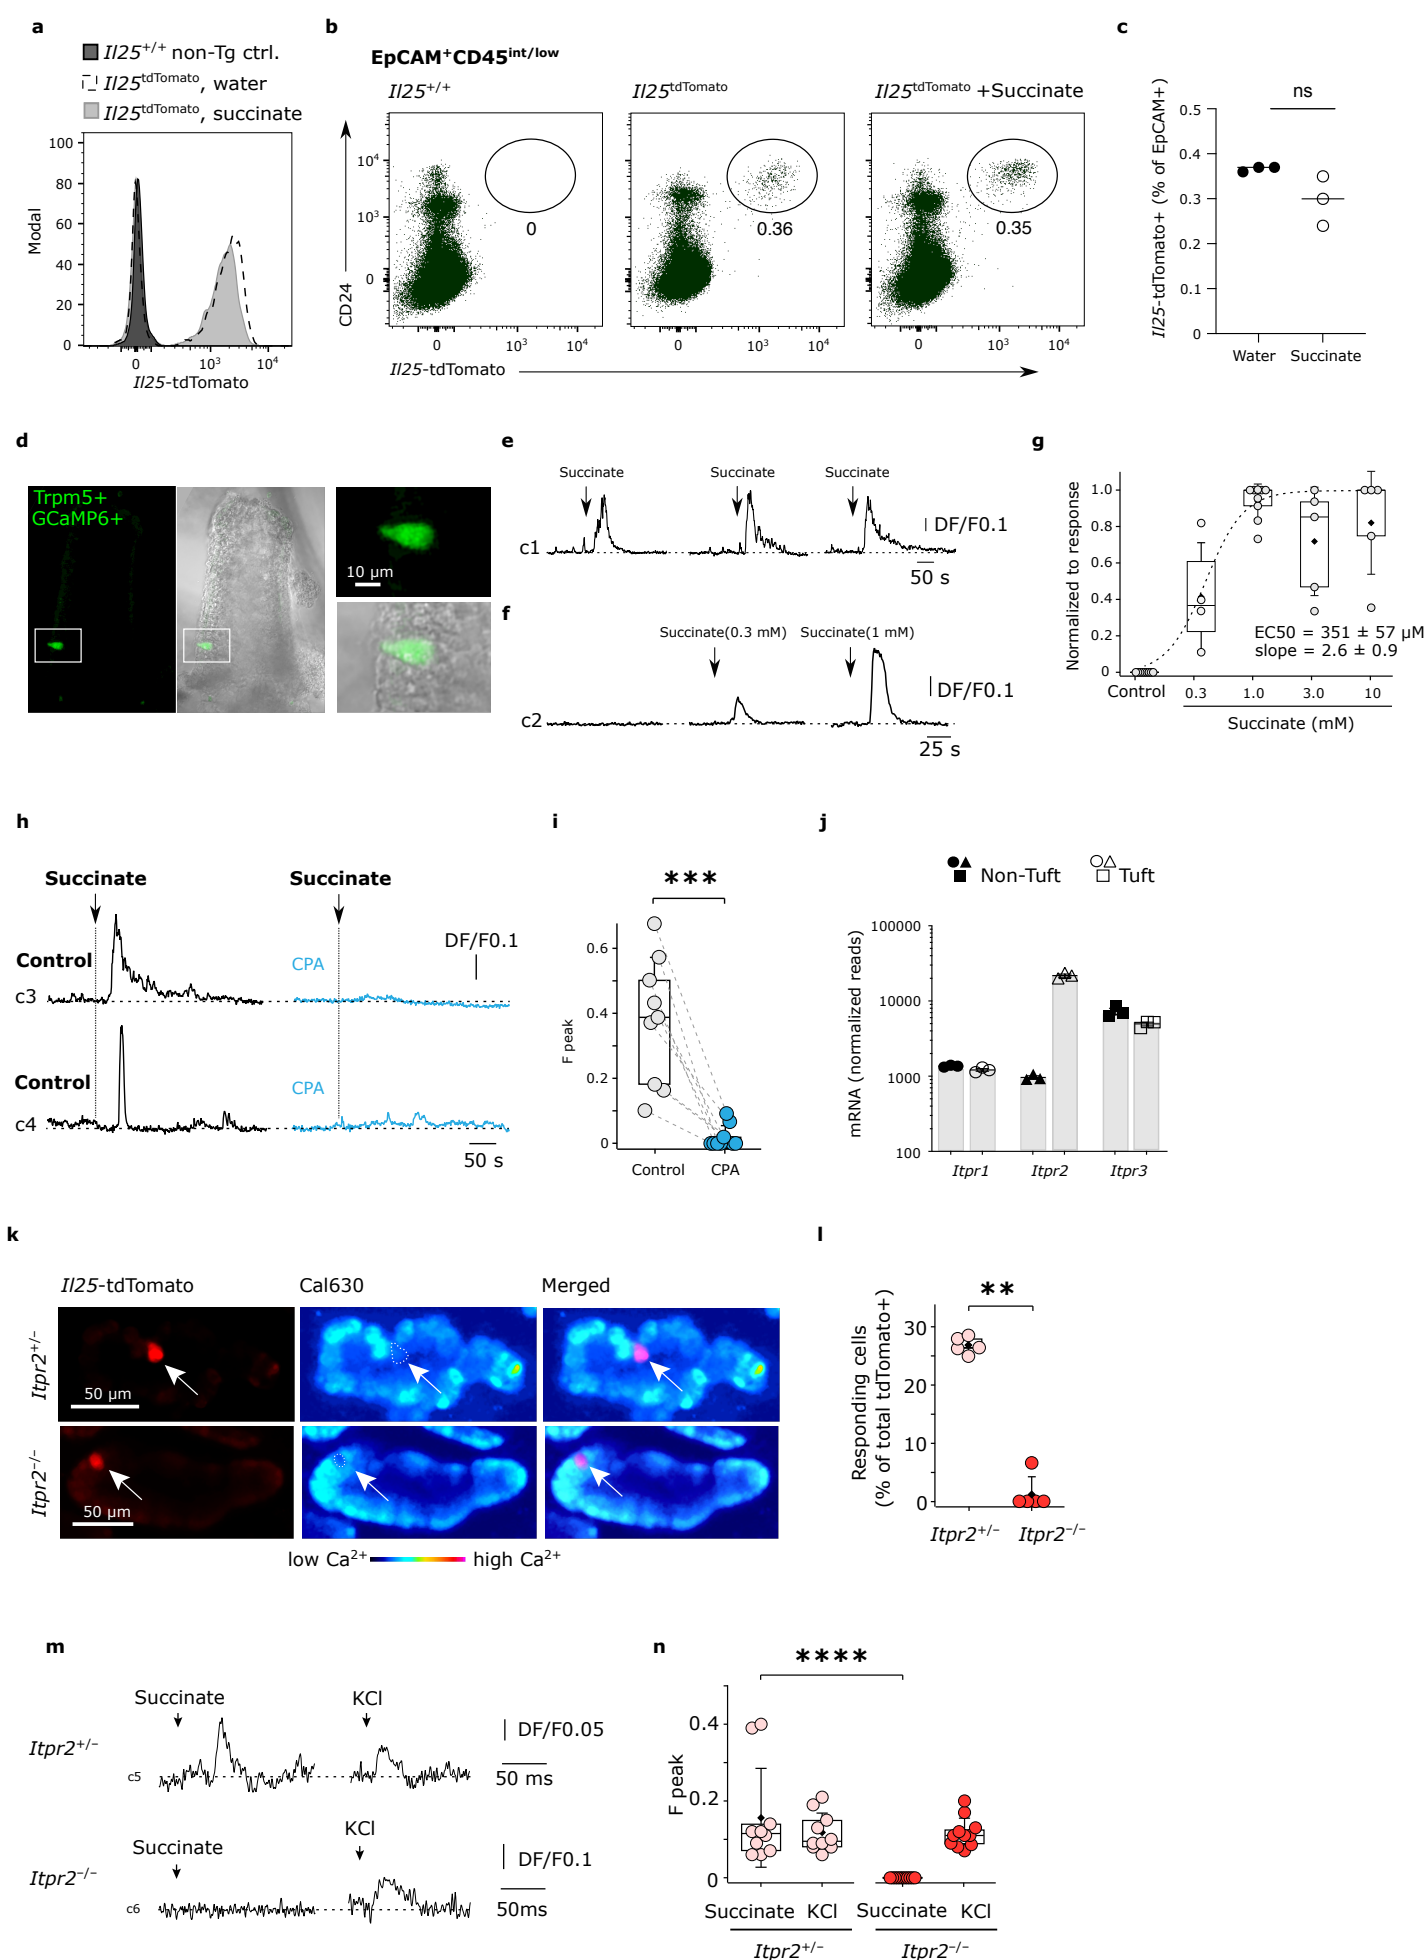 a
Il25+/+ non-Tg ctrl.
Il25tdTomato, water
Il25tdTomato, succinate
Modal
100
80
60
40
20
0
0
10³
10⁴
Il25-tdTomato
b
EpCAM+CD45int/low
Il25+/+
Il25tdTomato
Il25tdTomato +Succinate
CD24
10⁴
10³
0
0
0.36
0.35
0 10³ 10⁴
0 10³ 10⁴
0 10³ 10⁴
Il25-tdTomato
c
ns
Il25-tdTomato+ (% of EpCAM+)
0.5
0.4
0.3
0.2
0.1
0
Water Succinate
d
Trpm5+
GCaMP6+
10 µm
e
Succinate Succinate Succinate
c1
DF/F0.1
50 s
f
Succinate(0.3 mM) Succinate(1 mM)
c2
DF/F0.1
25 s
g
Normalized to response
1.0
0.8
0.6
0.4
0.2
0
EC50 = 351 ± 57 µM
slope = 2.6 ± 0.9
Control 0.3 1.0 3.0 10
Succinate (mM)
h
Succinate Succinate
Control
CPA
DF/F0.1
c3
Control
CPA
c4
50 s
i
***
F peak
0.6
0.4
0.2
0
Control CPA
j
Non-Tuft
Tuft
mRNA (normalized reads)
100000
10000
1000
100
Itpr1 Itpr2 Itpr3
k
Il25-tdTomato Cal630 Merged
Itpr2+/−
50 µm
Itpr2−/−
50 µm
low Ca2+ high Ca2+
l
**
Responding cells
(% of total tdTomato+)
30
20
10
0
Itpr2+/− Itpr2−/−
m
Succinate KCl
Itpr2+/−
c5
DF/F0.05
50 ms
Succinate KCl
Itpr2−/−
c6
DF/F0.1
50ms
n
****
F peak
0.4
0.2
0
Succinate KCl Succinate KCl
Itpr2+/− Itpr2−/−